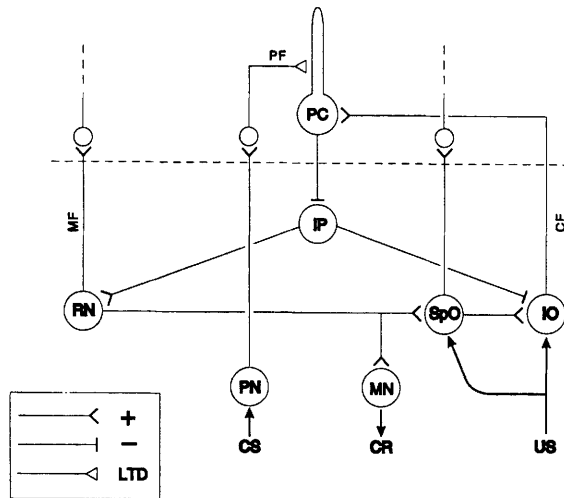 PF
PC
MF
CF
IP
RN
SpO
IO
PN
MN
CS
CR
US
+
−
LTD